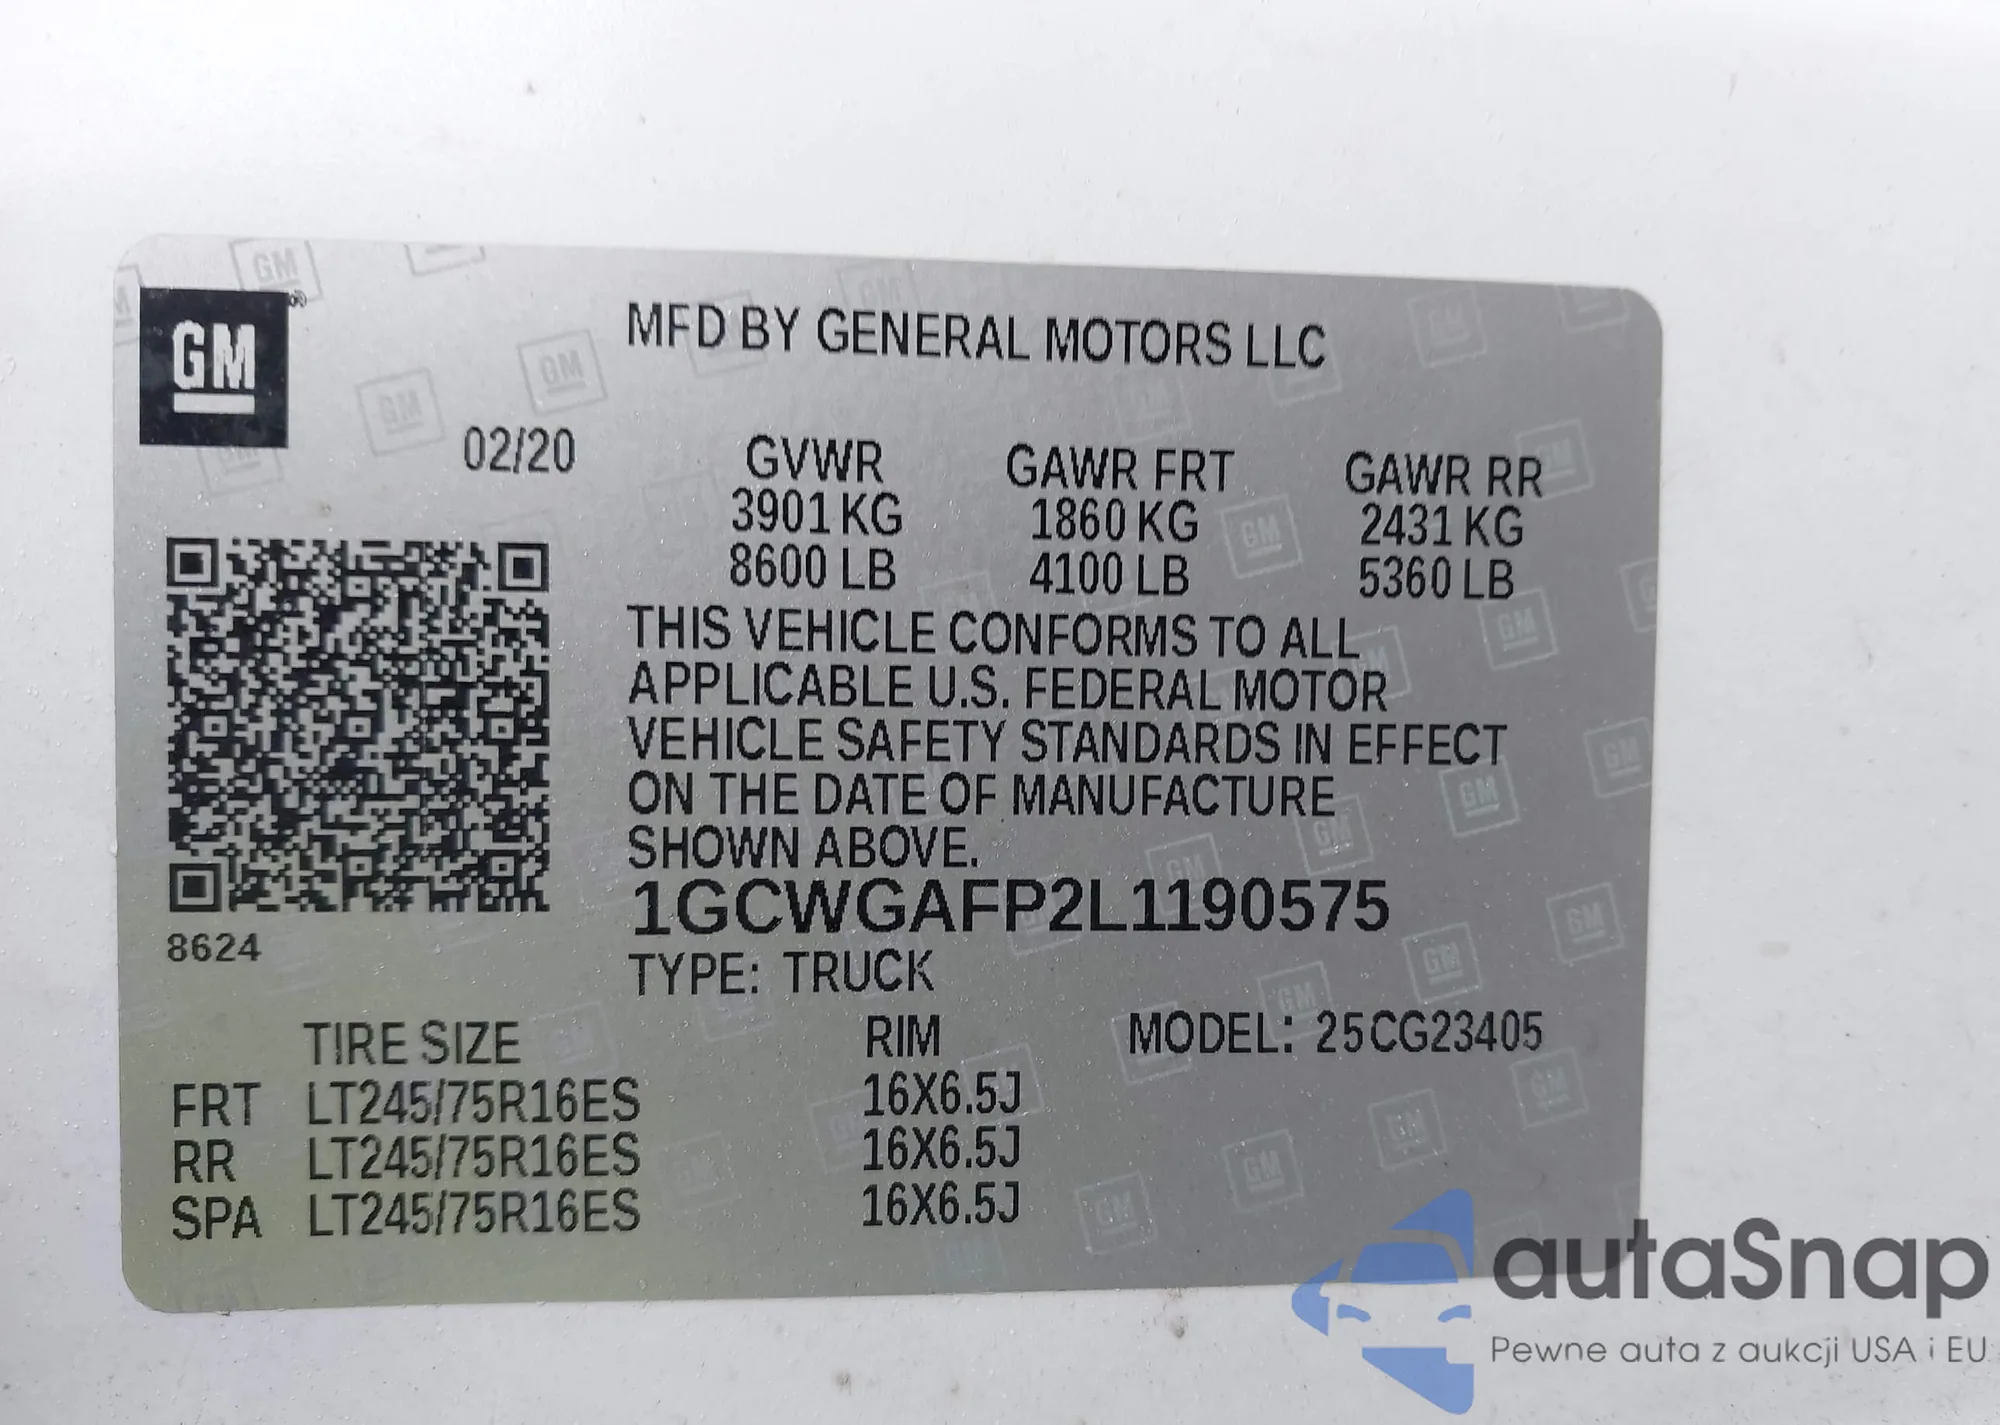 GM
MFD BY GENERAL MOTORS LLC
02/20
GVWR GAWR FRT GAWR RR
3901 KG 1860 KG 2431 KG
8600 LB 4100 LB 5360 LB
THIS VEHICLE CONFORMS TO ALL
APPLICABLE U.S. FEDERAL MOTOR
VEHICLE SAFETY STANDARDS IN EFFECT
ON THE DATE OF MANUFACTURE
SHOWN ABOVE.
1GCWGAFP2L1190575
8624
TYPE: TRUCK
TIRE SIZE RIM MODEL: 25CG23405
FRT LT245/75R16ES 16X6.5J
RR LT245/75R16ES 16X6.5J
SPA LT245/75R16ES 16X6.5J
autaSnap
Pewne auta z aukcji USA i EU